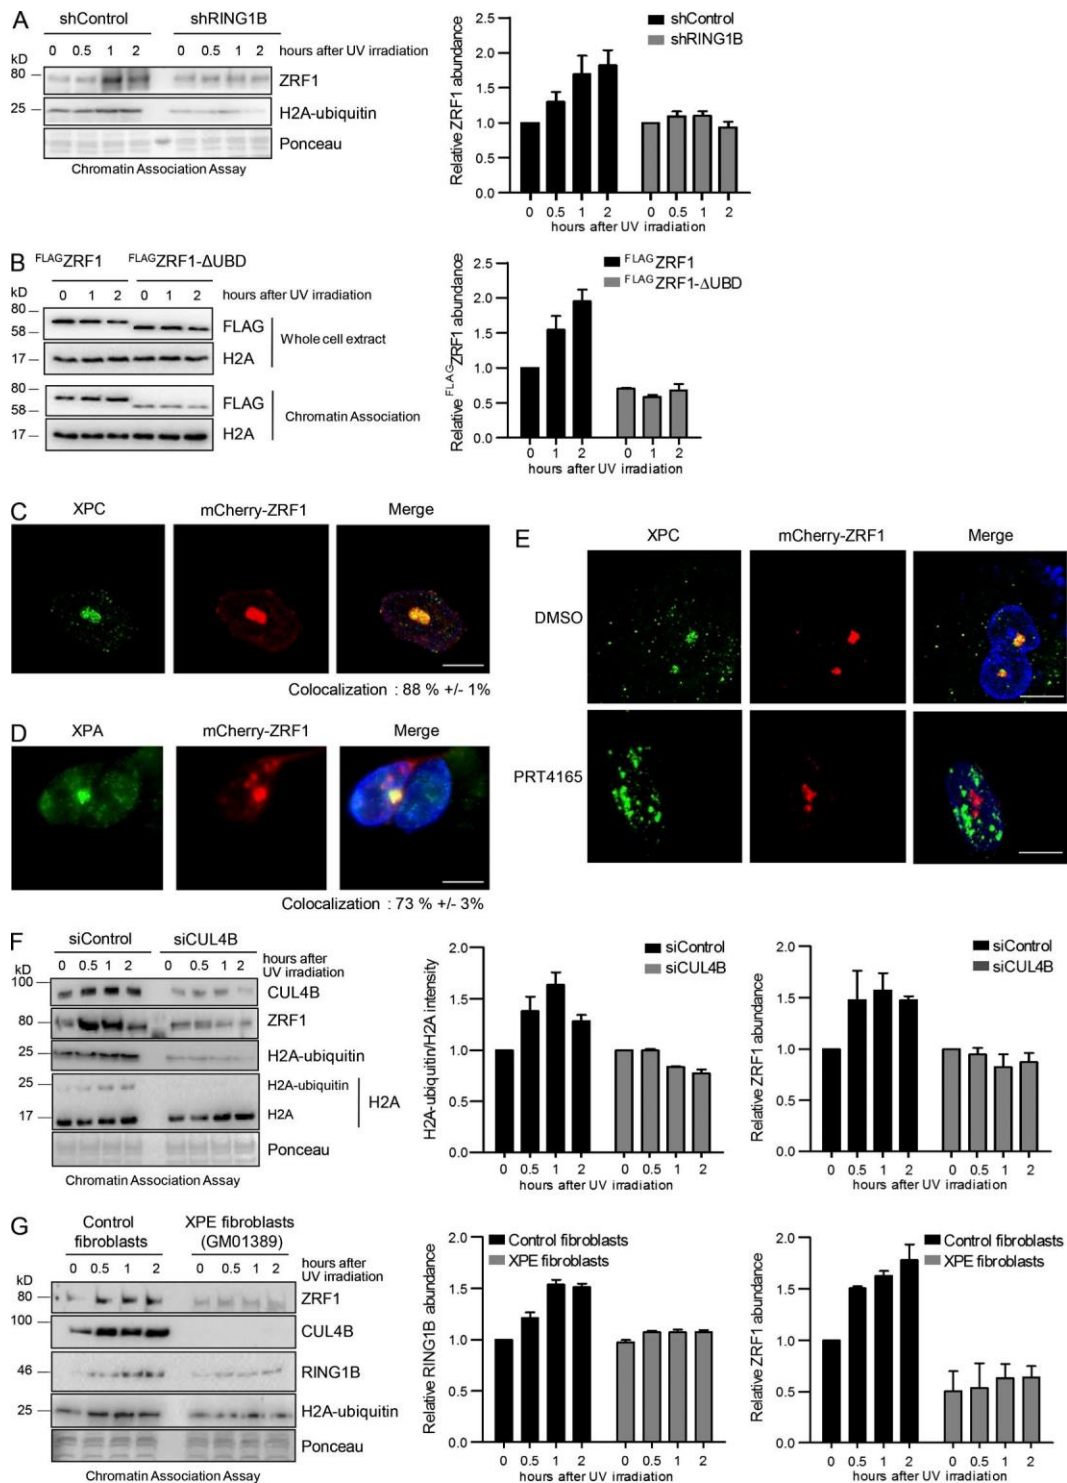 A
shControl shRING1B
kD 0 0.5 1 2 0 0.5 1 2 hours after UV irradiation
80 ZRF1
25 H2A-ubiquitin
Ponceau
Chromatin Association Assay
Relative ZRF1 abundance
2.5
2.0
1.5
1.0
0.5
0.0
shControl
shRING1B
0 0.5 1 2 0 0.5 1 2
hours after UV irradiation
B
FLAGZRF1 FLAGZRF1-ΔUBD
kD 0 1 2 0 1 2 hours after UV irradiation
80
58 FLAG
Whole cell extract
17 H2A
80
58 FLAG
Chromatin Association
17 H2A
Relative FLAGZRF1 abundance
2.5
2.0
1.5
1.0
0.5
0.0
FLAGZRF1
FLAGZRF1-ΔUBD
0 1 2 0 1 2
hours after UV irradiation
C
XPC mCherry-ZRF1 Merge
Colocalization : 88 % +/- 1%
D
XPA mCherry-ZRF1 Merge
Colocalization : 73 % +/- 3%
E
XPC mCherry-ZRF1 Merge
DMSO
PRT4165
F
siControl siCUL4B
kD 0 0.5 1 2 0 0.5 1 2 hours after
UV irradiation
100 CUL4B
80 ZRF1
25 H2A-ubiquitin
25 H2A-ubiquitin
H2A
17 H2A
Ponceau
Chromatin Association Assay
H2A-ubiquitin/H2A intensity
2.0
1.5
1.0
0.5
0.0
siControl
siCUL4B
0 0.5 1 2 0 0.5 1 2
hours after UV irradiation
Relative ZRF1 abundance
2.0
1.5
1.0
0.5
0.0
siControl
siCUL4B
0 0.5 1 2 0 0.5 1 2
hours after UV irradiation
G
Control XPE fibroblasts
fibroblasts (GM01389)
kD 0 0.5 1 2 0 0.5 1 2 hours after
UV irradiation
80 ZRF1
100 CUL4B
46 RING1B
25 H2A-ubiquitin
Ponceau
Chromatin Association Assay
Relative RING1B abundance
2.0
1.5
1.0
0.5
0.0
Control fibroblasts
XPE fibroblasts
0 0.5 1 2 0 0.5 1 2
hours after UV irradiation
Relative ZRF1 abundance
2.0
1.5
1.0
0.5
0.0
Control fibroblasts
XPE fibroblasts
0 0.5 1 2 0 0.5 1 2
hours after UV irradiation